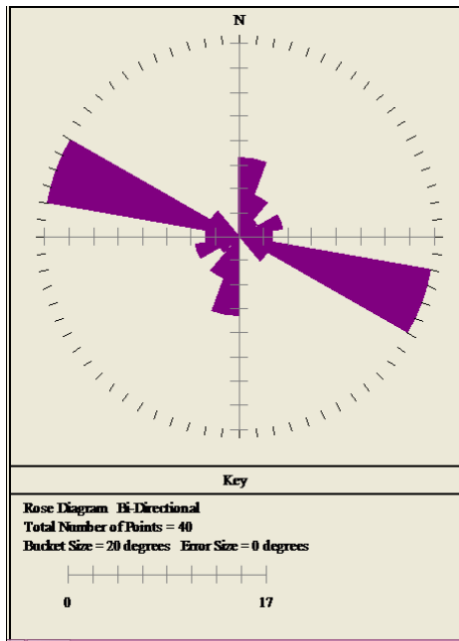 N
Key
Rose Diagram Bi-Directional
Total Number of Points = 40
Bucket Size = 20 degrees Error Size = 0 degrees
0 17